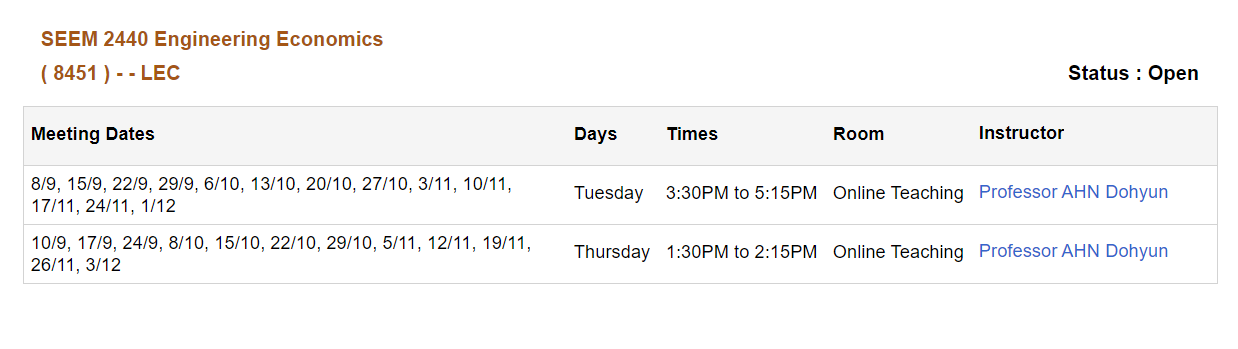 SEEM 2440 Engineering Economics
( 8451 ) - - LEC
Status : Open
Meeting Dates Days Times Room Instructor
8/9, 15/9, 22/9, 29/9, 6/10, 13/10, 20/10, 27/10, 3/11, 10/11,
17/11, 24/11, 1/12
Tuesday 3:30PM to 5:15PM Online Teaching Professor AHN Dohyun
10/9, 17/9, 24/9, 8/10, 15/10, 22/10, 29/10, 5/11, 12/11, 19/11,
26/11, 3/12
Thursday 1:30PM to 2:15PM Online Teaching Professor AHN Dohyun